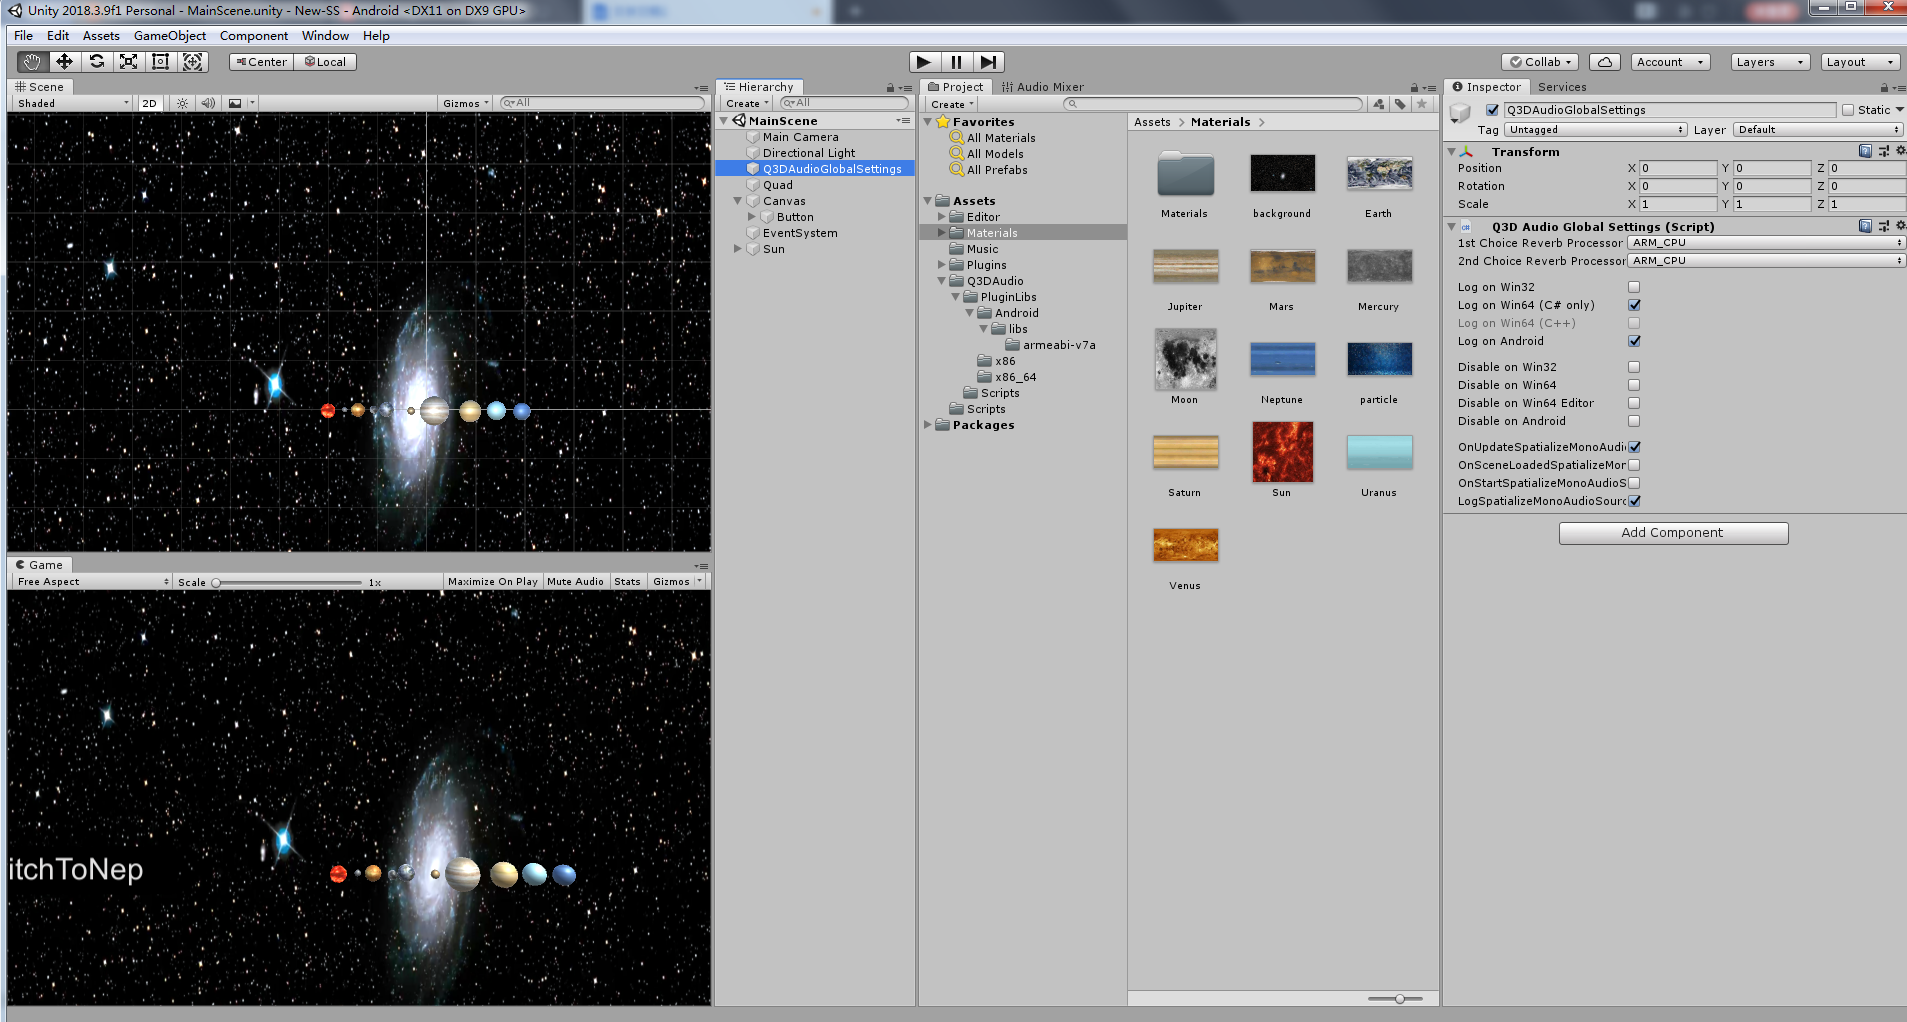 Unity 2018.3.9f1 Personal - MainScene.unity - New-SS - Android <DX11 on DX9 GPU>
File Edit Assets GameObject Component Window Help
Center Local
Collab Account Layers Layout
Scene
Shaded 2D Gizmos All
Hierarchy
Create All
MainScene
Main Camera
Directional Light
Q3DAudioGlobalSettings
Quad
Canvas
Button
EventSystem
Sun
Project Audio Mixer
Create
Favorites
All Materials
All Models
All Prefabs
Assets
Editor
Materials
Music
Plugins
Q3DAudio
PluginLibs
Android
libs
armeabi-v7a
x86
x86_64
Scripts
Scripts
Packages
Assets > Materials >
Materials background Earth
Jupiter Mars Mercury
Moon Neptune particle
Saturn Sun Uranus
Venus
Inspector Services
Q3DAudioGlobalSettings Static
Tag Untagged Layer Default
Transform
Position X 0 Y 0 Z 0
Rotation X 0 Y 0 Z 0
Scale X 1 Y 1 Z 1
Q3D Audio Global Settings (Script)
1st Choice Reverb Processor ARM_CPU
2nd Choice Reverb Processor ARM_CPU
Log on Win32
Log on Win64 (C# only)
Log on Win64 (C++)
Log on Android
Disable on Win32
Disable on Win64
Disable on Win64 Editor
Disable on Android
OnUpdateSpatializeMonoAudi
OnSceneLoadedSpatializeMor
OnStartSpatializeMonoAudioS
LogSpatializeMonoAudioSour
Add Component
Game
Free Aspect Scale 1x Maximize On Play Mute Audio Stats Gizmos
itchToNep